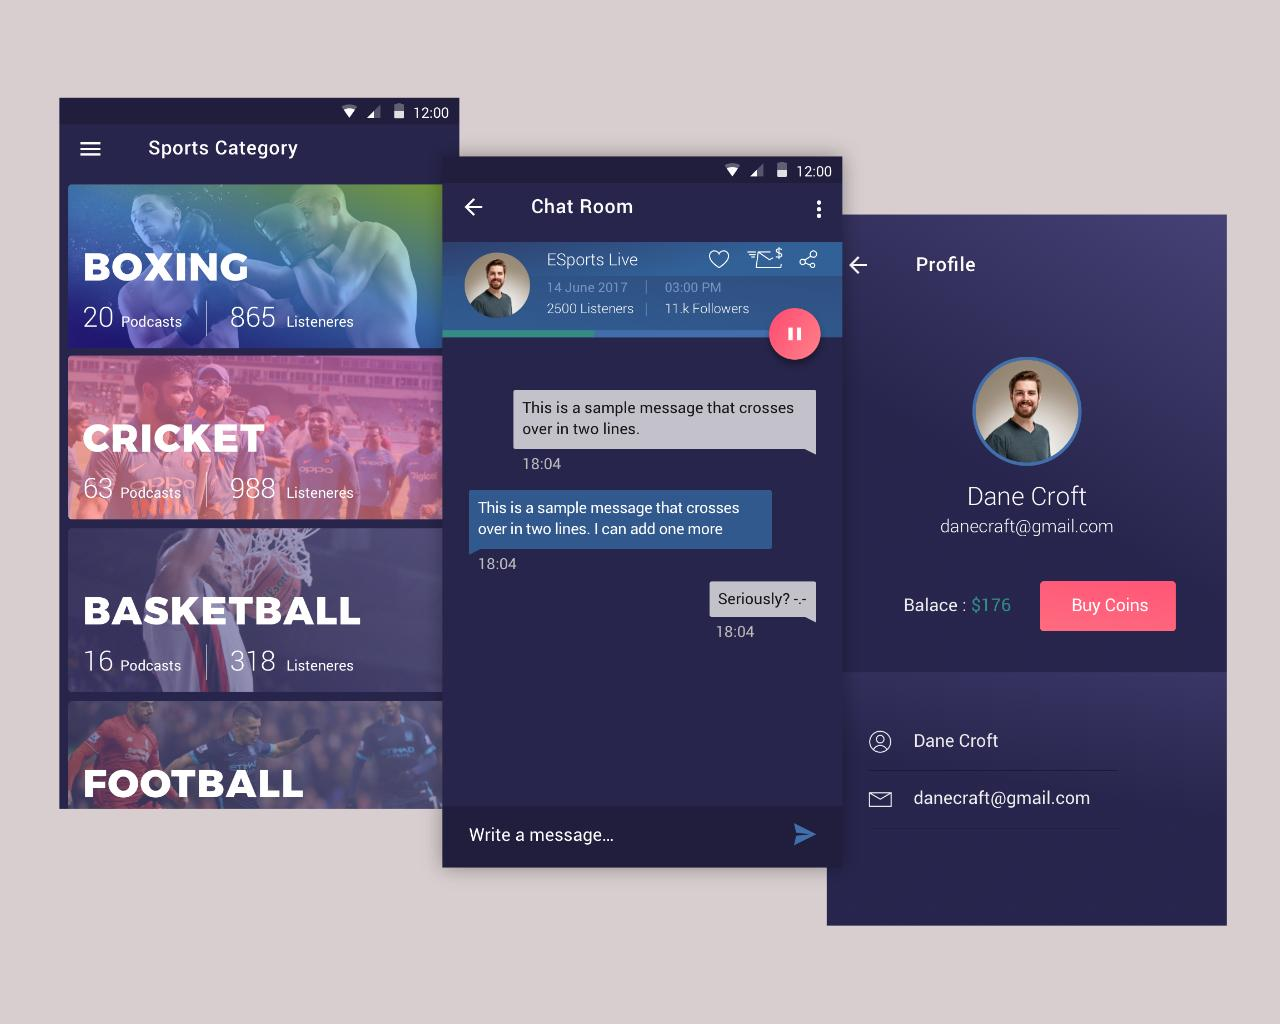 12:00
Sports Category
BOXING
20 Podcasts 865 Listeneres
CRICKET
oppo
oppo
63 Podcasts 988 Listeneres
BASKETBALL
16 Podcasts 318 Listeneres
FOOTBALL
12:00
Chat Room
ESports Live
14 June 2017 03:00 PM
2500 Listeners 11.k Followers
This is a sample message that crosses
over in two lines.
18:04
This is a sample message that crosses
over in two lines. I can add one more
18:04
Seriously? -.-
18:04
Write a message...
Profile
Dane Croft
danecraft@gmail.com
Balace : $176 Buy Coins
Dane Croft
danecraft@gmail.com